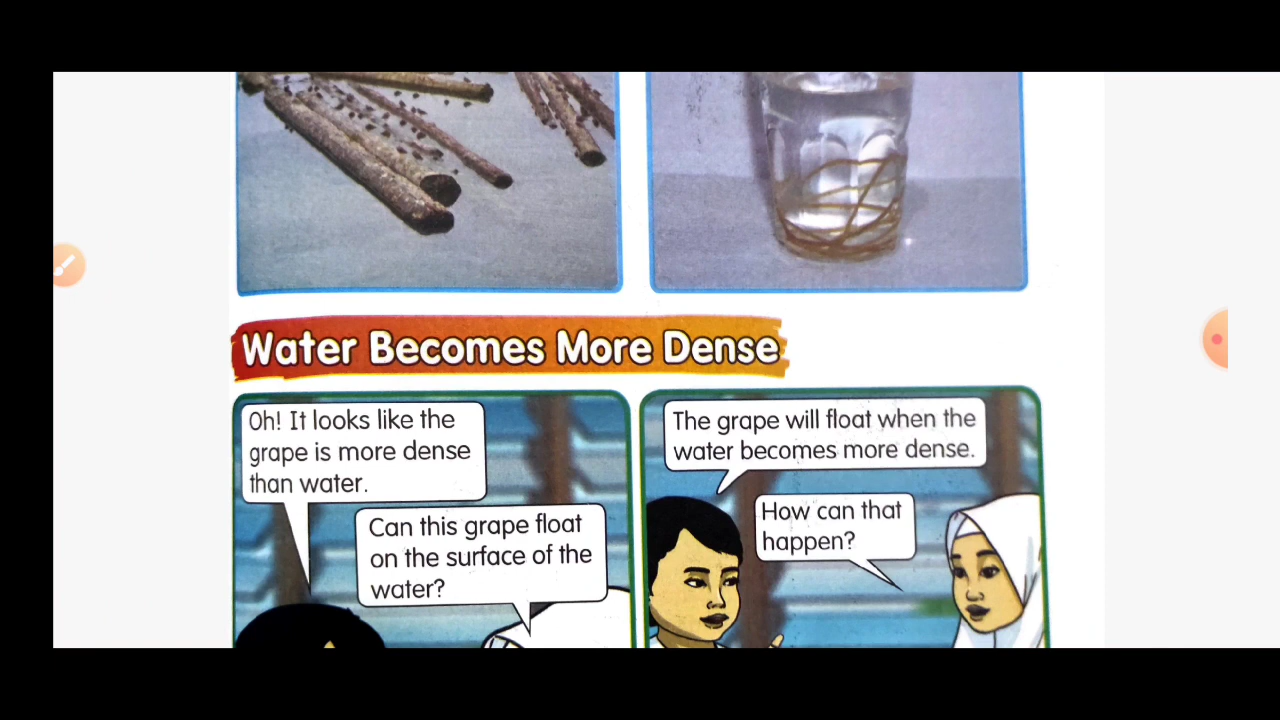 Water Becomes More Dense
Oh! It looks like the
grape is more dense
than water.
Can this grape float
on the surface of the
water?
The grape will float when the
water becomes more dense.
How can that
happen?